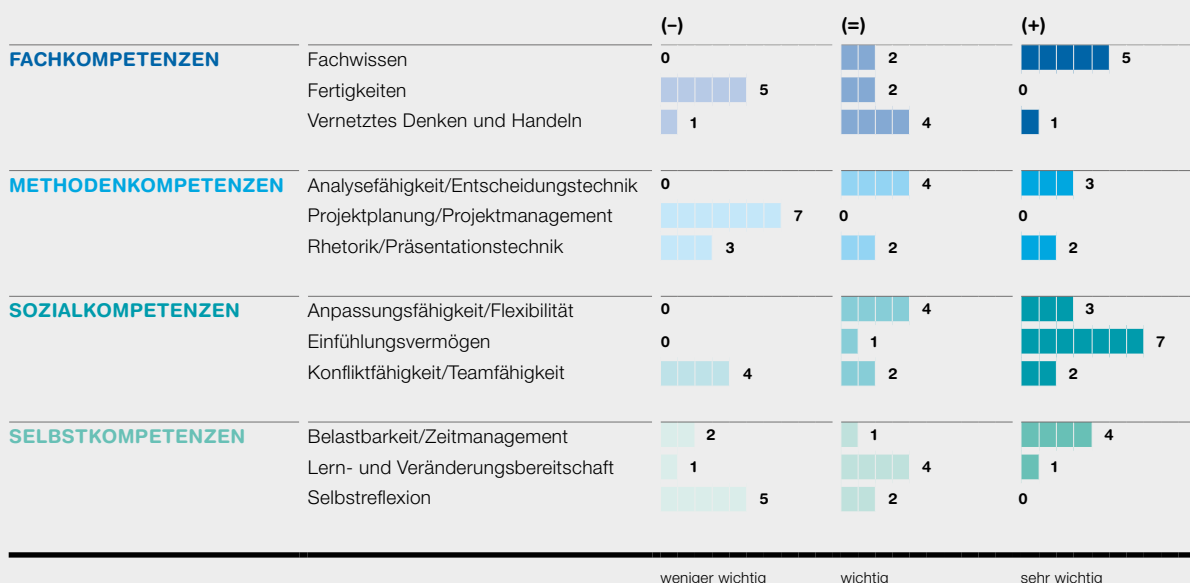 (–) (=) (+)
FACHKOMPETENZEN Fachwissen 0 2 5
Fertigkeiten 5 2 0
Vernetztes Denken und Handeln 1 4 1
METHODENKOMPETENZEN Analysefähigkeit/Entscheidungstechnik 0 4 3
Projektplanung/Projektmanagement 7 0 0
Rhetorik/Präsentationstechnik 3 2 2
SOZIALKOMPETENZEN Anpassungsfähigkeit/Flexibilität 0 4 3
Einfühlungsvermögen 0 1 7
Konfliktfähigkeit/Teamfähigkeit 4 2 2
SELBSTKOMPETENZEN Belastbarkeit/Zeitmanagement 2 1 4
Lern- und Veränderungsbereitschaft 1 4 1
Selbstreflexion 5 2 0
weniger wichtig wichtig sehr wichtig